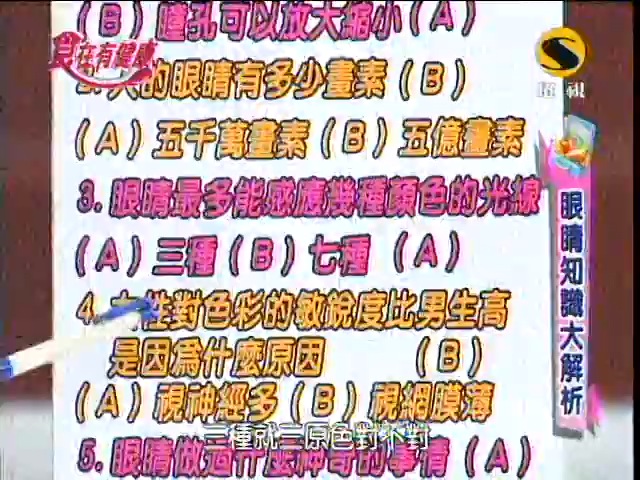 (B) 瞳孔可以放大縮小 (A)
良在有健康
超視
的眼睛有多少畫素 (B)
(A) 五千萬畫素 (B) 五億畫素
3. 眼睛最多能感應幾種顏色的光線
(A) 三種 (B) 七種 (A)
4. 女性對色彩的敏銳度比男生高
是因為什麼原因 (B)
(A) 視神經多 (B) 視網膜薄
5. 眼睛做過什麼神奇的事情 (A)
眼睛知識大解析
三種就三原色對不對